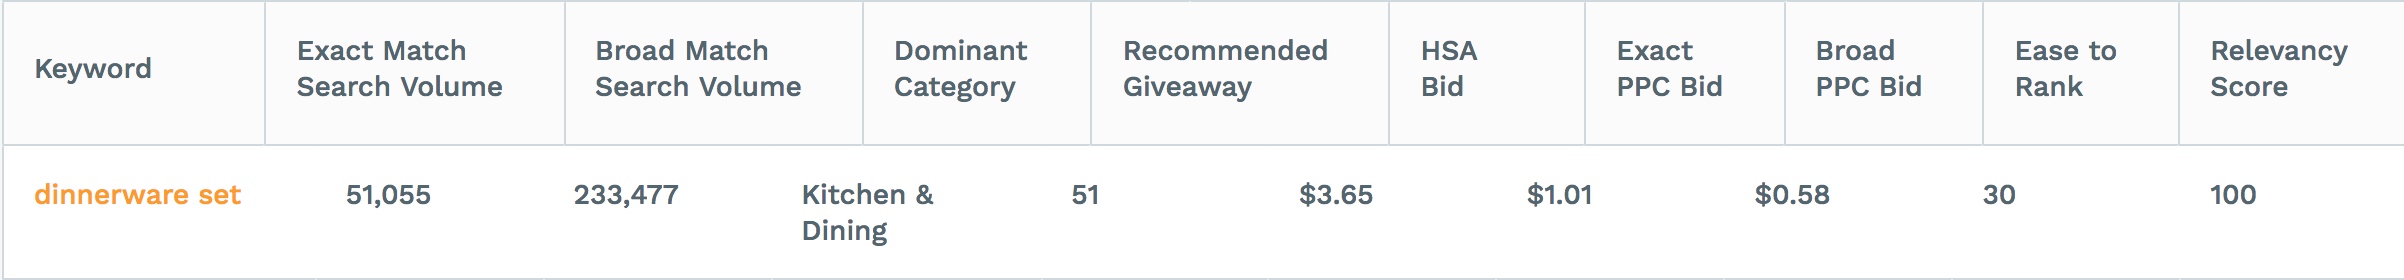 Keyword
Exact Match
Search Volume
Broad Match
Search Volume
Dominant
Category
Recommended
Giveaway
HSA
Bid
Exact
PPC Bid
Broad
PPC Bid
Ease to
Rank
Relevancy
Score
dinnerware set
51,055
233,477
Kitchen &
Dining
51
$3.65
$1.01
$0.58
30
100